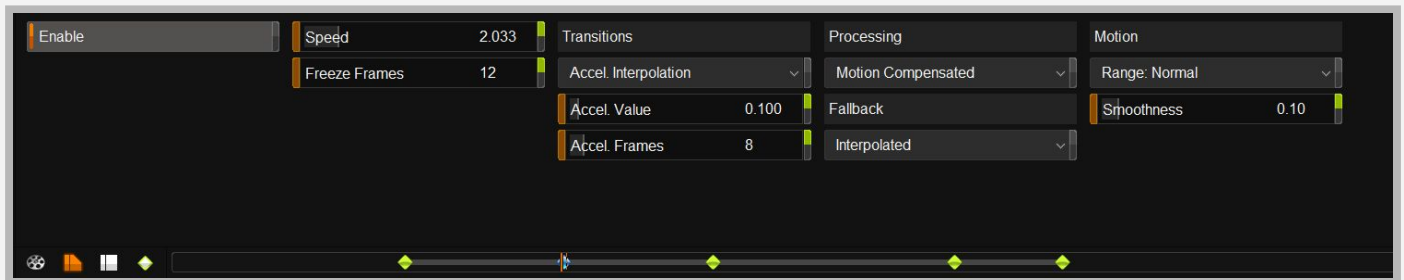 Enable
Speed 2.033
Freeze Frames 12
Transitions
Accel. Interpolation
Accel. Value 0.100
Accel. Frames 8
Processing
Motion Compensated
Fallback
Interpolated
Motion
Range: Normal
Smoothness 0.10